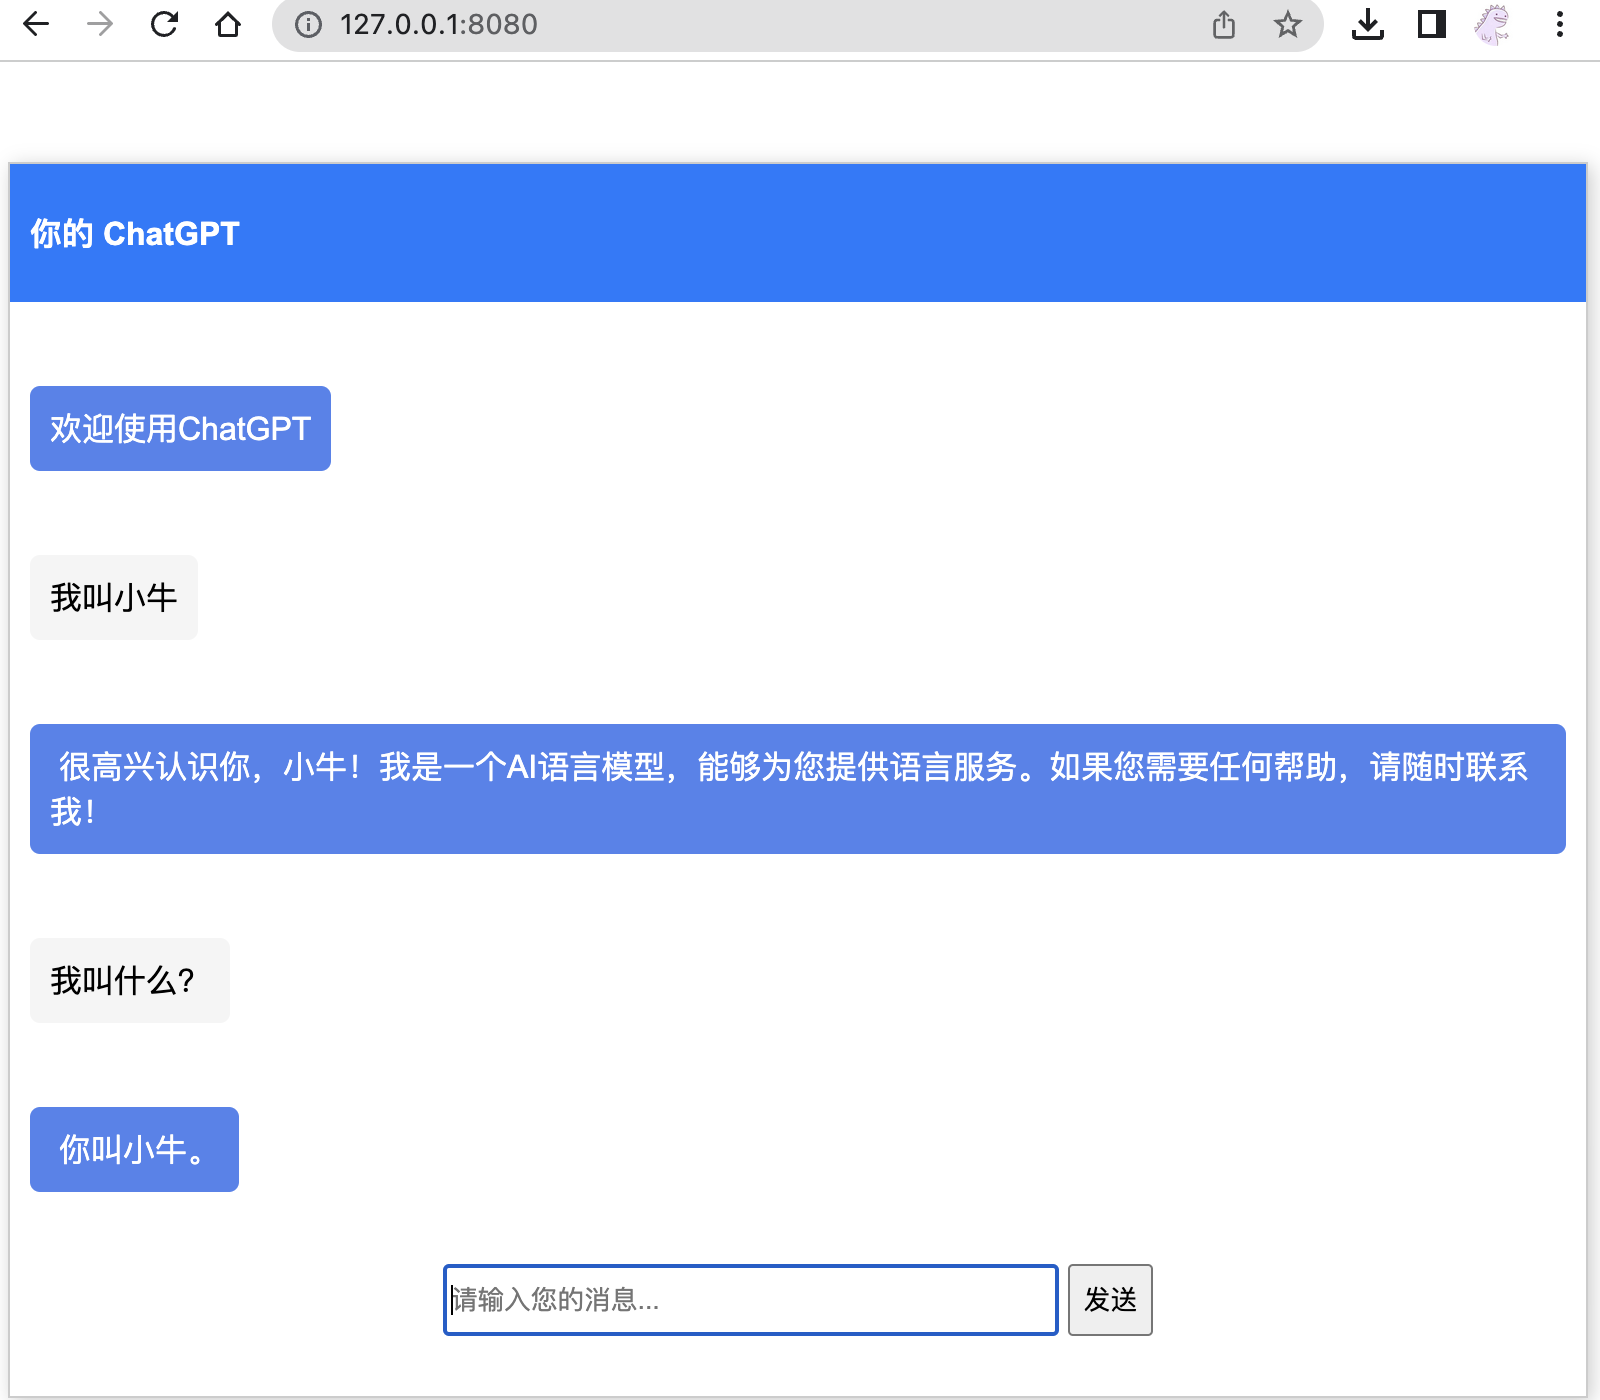 127.0.0.1:8080
你的 ChatGPT
欢迎使用ChatGPT
我叫小牛
很高兴认识你，小牛！我是一个AI语言模型，能够为您提供语言服务。如果您需要任何帮助，请随时联系
我！
我叫什么？
你叫小牛。
请输入您的消息...
发送